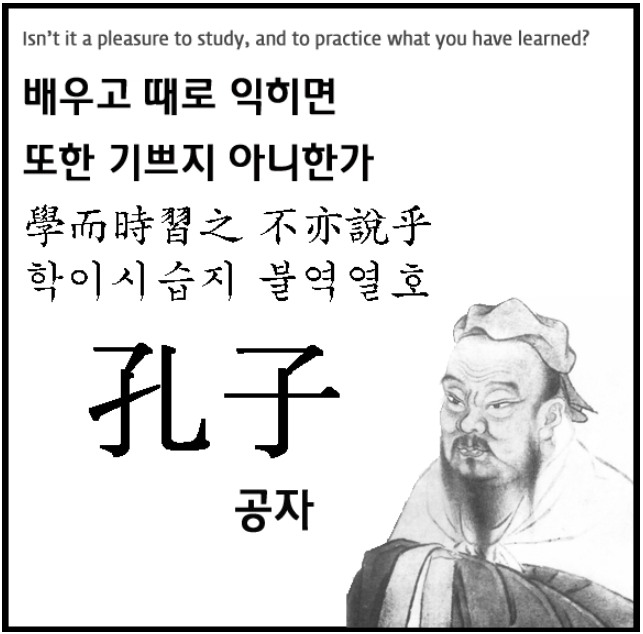 Isn't it a pleasure to study, and to practice what you have learned?
배우고 때로 익히면
또한 기쁘지 아니한가
學而時習之 不亦說乎
학이시습지 불역열호
孔子
공자